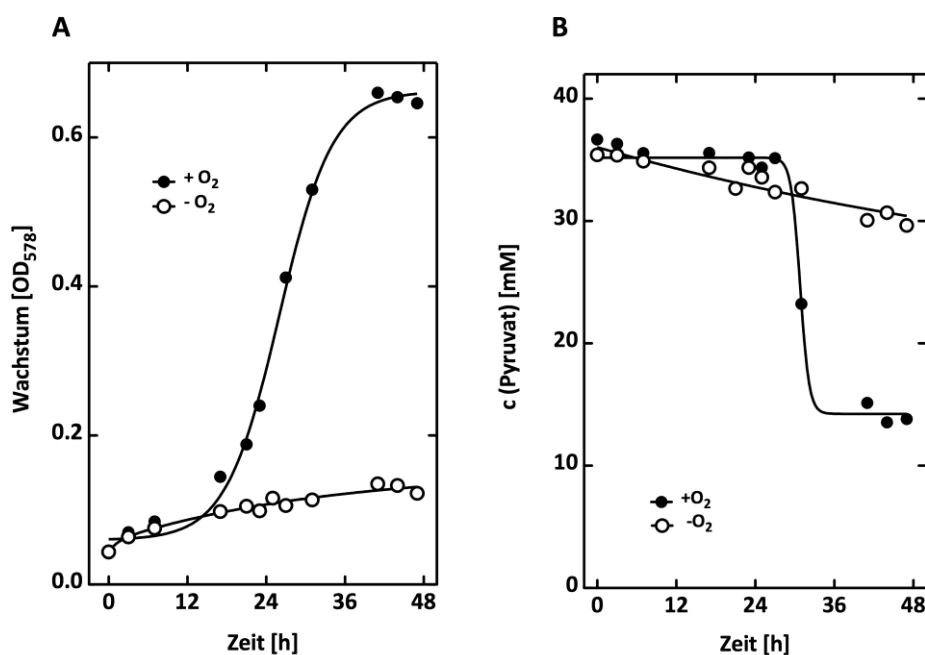 A
Wachstum [OD578]
0.6
0.4
0.2
0.0
+ O2
- O2
0 12 24 36 48
Zeit [h]
B
c (Pyruvat) [mM]
40
30
20
10
0
+O2
-O2
0 12 24 36 48
Zeit [h]